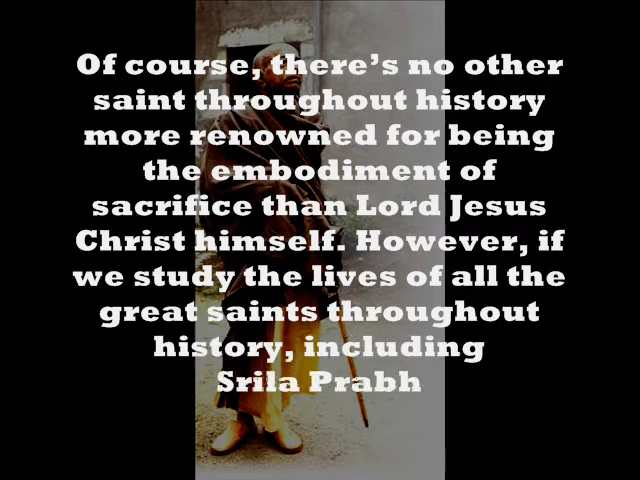 Of course, there's no other
saint throughout history
more renowned for being
the embodiment of
sacrifice than Lord Jesus
Christ himself. However, if
we study the lives of all the
great saints throughout
history, including
Srila Prabh